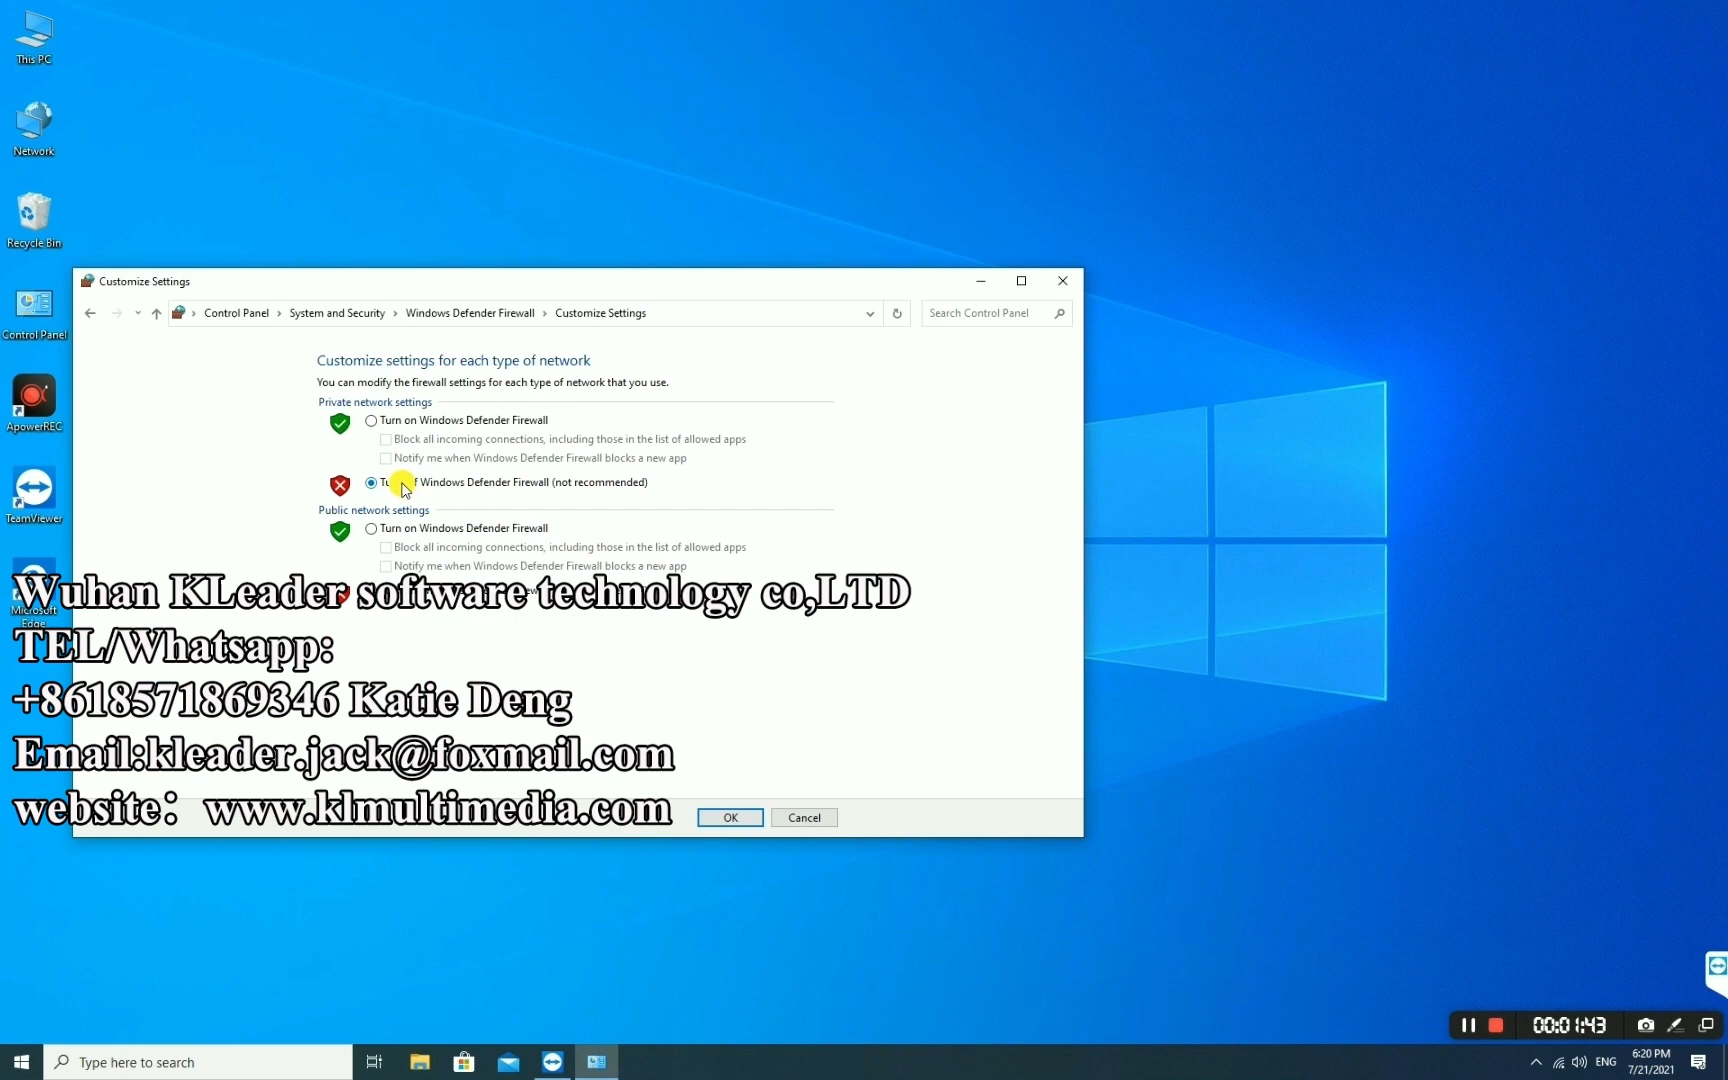 This PC
Network
Recycle Bin
Control Panel
ApowerREC
TeamViewer
Microsoft
Edge
Customize Settings
Control Panel > System and Security > Windows Defender Firewall > Customize Settings
Search Control Panel
Customize settings for each type of network
You can modify the firewall settings for each type of network that you use.
Private network settings
Turn on Windows Defender Firewall
Block all incoming connections, including those in the list of allowed apps
Notify me when Windows Defender Firewall blocks a new app
Windows Defender Firewall (not recommended)
Public network settings
Turn on Windows Defender Firewall
Block all incoming connections, including those in the list of allowed apps
Notify me when Windows Defender Firewall blocks a new app
Wuhan KLeader software technology co,LTD
TEL/Whatsapp:
+8618571869346 Katie Deng
Email:kleader.jack@foxmail.com
website: www.klmultimedia.com
OK
Cancel
00:01:43
Type here to search
ENG
6:20 PM
7/21/2021